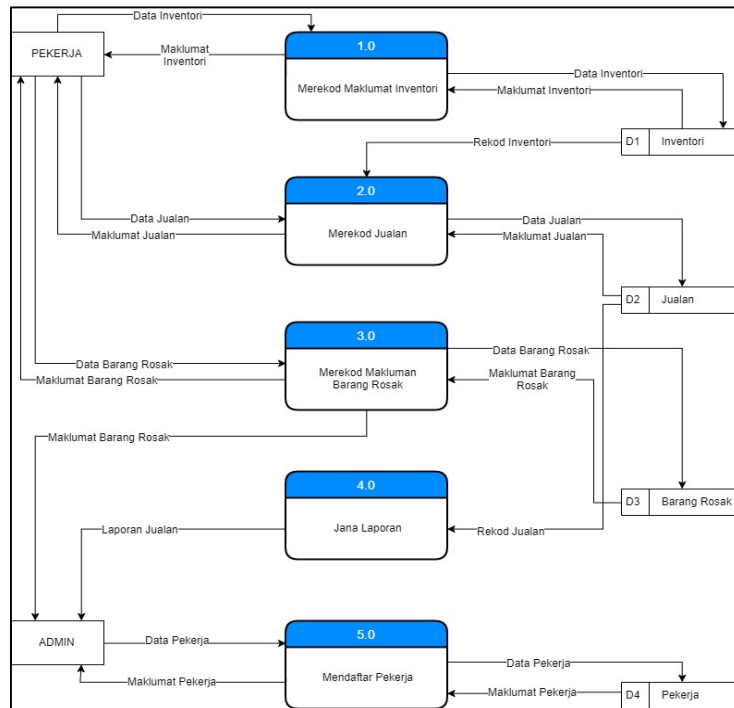 Data Inventori
PEKERJA
Maklumat
Inventori
1.0
Merekod Maklumat Inventori
Data Inventori
Maklumat Inventori
D1
Inventori
Rekod Inventori
2.0
Merekod Jualan
Data Jualan
Maklumat Jualan
Data Jualan
Maklumat Jualan
D2
Jualan
3.0
Merekod Makluman
Barang Rosak
Data Barang Rosak
Maklumat Barang Rosak
Data Barang Rosak
Maklumat Barang
Rosak
Maklumat Barang Rosak
4.0
Jana Laporan
Laporan Jualan
Rekod Jualan
D3
Barang Rosak
ADMIN
5.0
Mendaftar Pekerja
Data Pekerja
Maklumat Pekerja
Data Pekerja
Maklumat Pekerja
D4
Pekerja